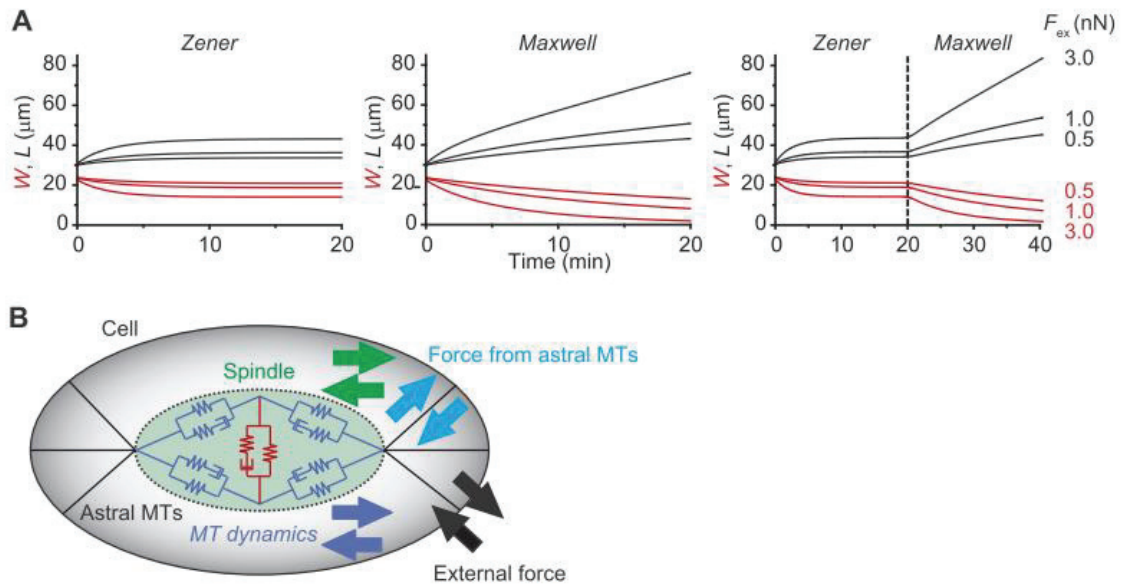 A
Zener
Maxwell
Zener
Maxwell
F_ex (nN)
W, L (μm)
80
60
40
20
0
0
10
20
W, L (μm)
80
60
40
20
0
0
10
20
Time (min)
W, L (μm)
80
60
40
20
0
0
10
20
30
40
3.0
1.0
0.5
0.5
1.0
3.0
B
Cell
Spindle
Force from astral MTs
Astral MTs
MT dynamics
External force